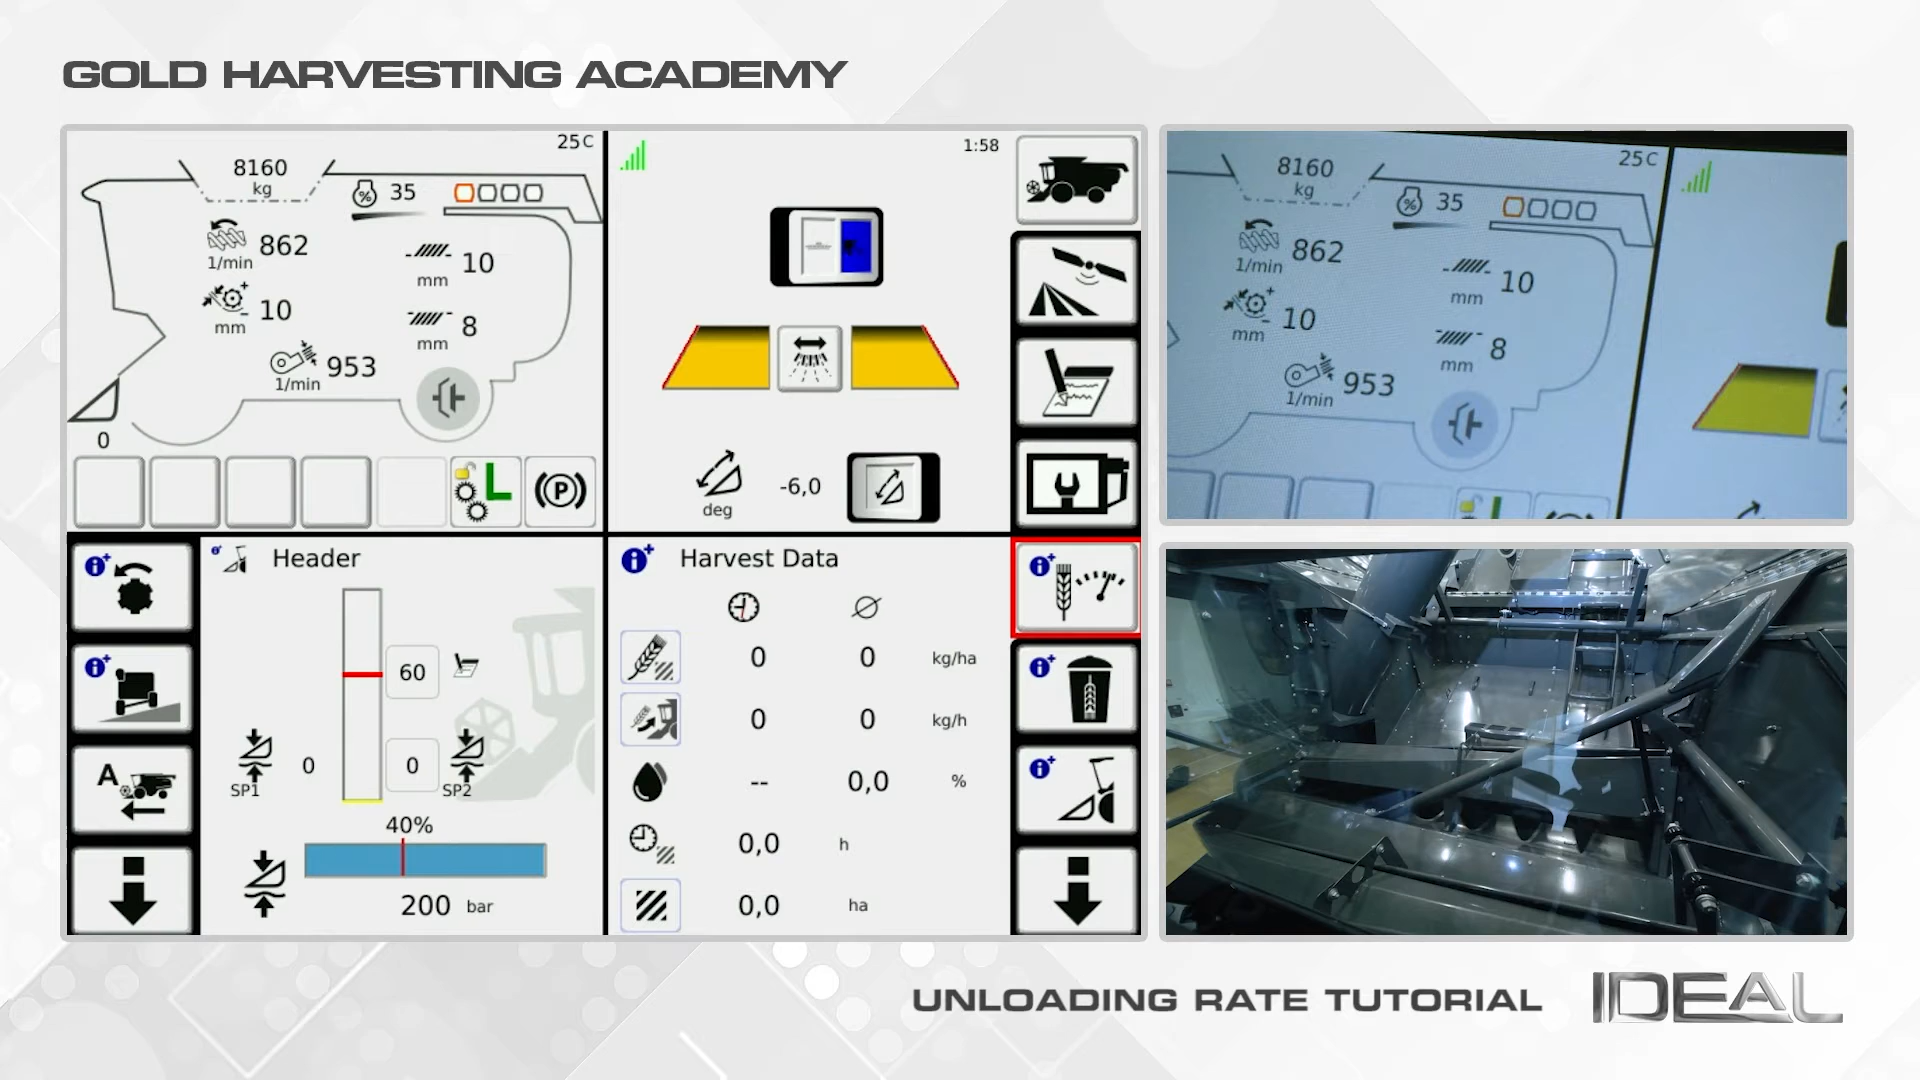 GOLD HARVESTING ACADEMY
25C
8160
kg
% 35
862
1/min
10
mm
10
mm
8
mm
953
1/min
0
L
P
1:58
-6,0
deg
Header
60
0
0
SP1
SP2
40%
200 bar
A
Harvest Data
0 0 kg/ha
0 0 kg/h
-- 0,0 %
0,0 h
0,0 ha
25C
8160
kg
% 35
862
1/min
10
mm
10
mm
8
mm
953
1/min
UNLOADING RATE TUTORIAL
IDEAL